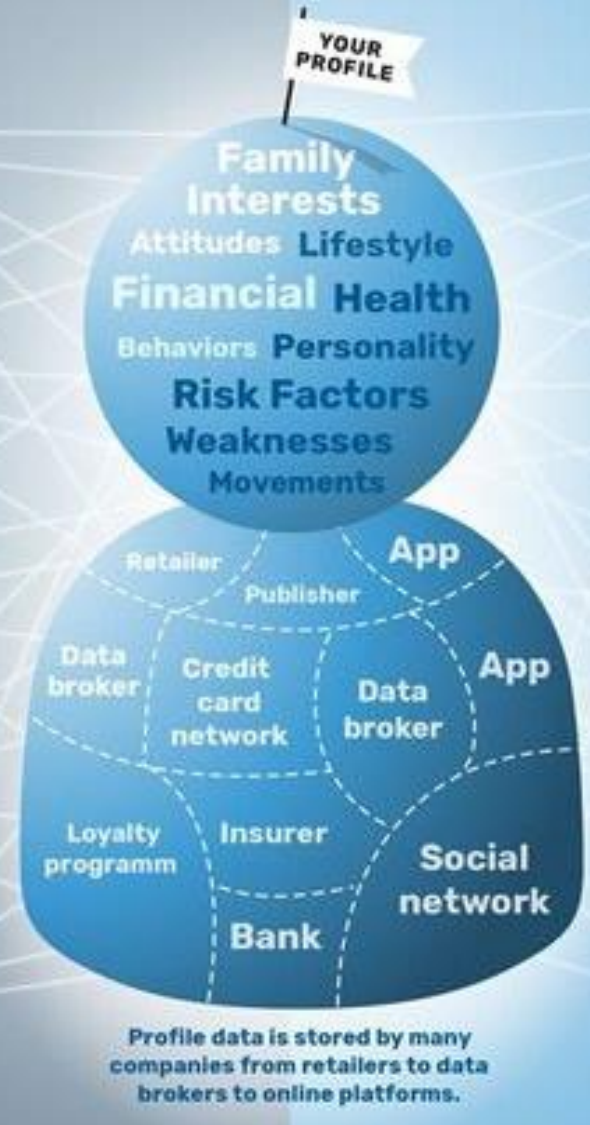 YOUR
PROFILE
Family
Interests
Attitudes Lifestyle
Financial Health
Behaviors Personality
Risk Factors
Weaknesses
Movements
Retailer
App
Publisher
Data
broker
Credit
card
network
Data
broker
App
Loyalty
programm
Insurer
Social
network
Bank
Profile data is stored by many
companies from retailers to data
brokers to online platforms.